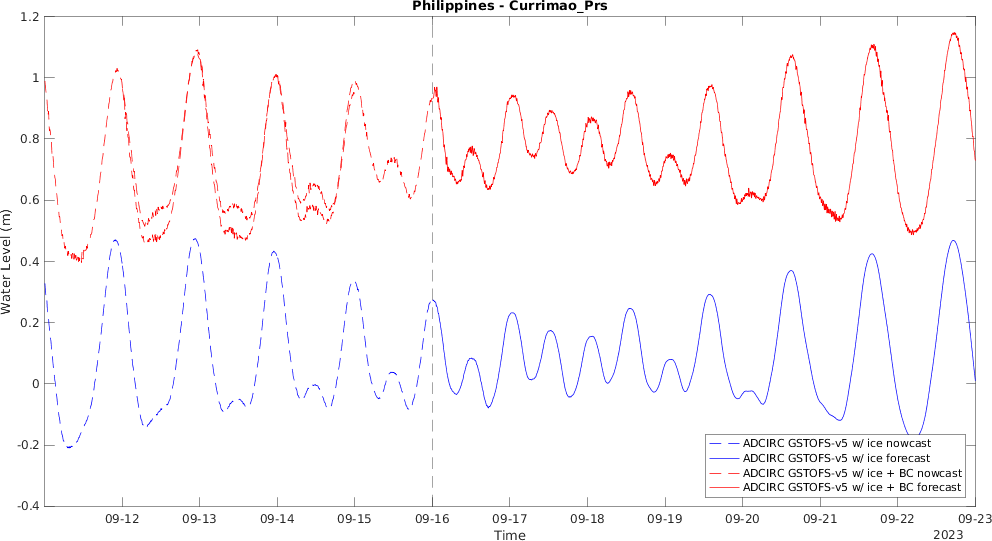 Philippines - Currimao_Prs
1.2
1
0.8
0.6
0.4
0.2
0
-0.2
-0.4
Water Level (m)
ADCIRC GSTOFS-v5 w/ ice nowcast
ADCIRC GSTOFS-v5 w/ ice forecast
ADCIRC GSTOFS-v5 w/ ice + BC nowcast
ADCIRC GSTOFS-v5 w/ ice + BC forecast
09-12 09-13 09-14 09-15 09-16 09-17 09-18 09-19 09-20 09-21 09-22 09-23
Time
2023